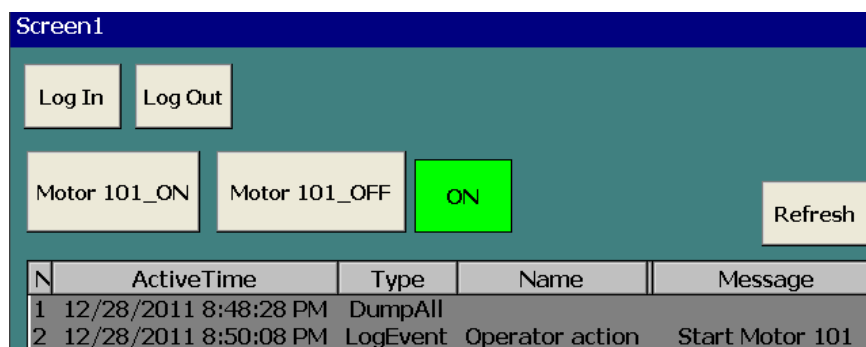 Screen1
Log In Log Out
Motor 101_ON Motor 101_OFF ON
Refresh
N ActiveTime Type Name Message
1 12/28/2011 8:48:28 PM DumpAll
2 12/28/2011 8:50:08 PM LogEvent Operator action Start Motor 101